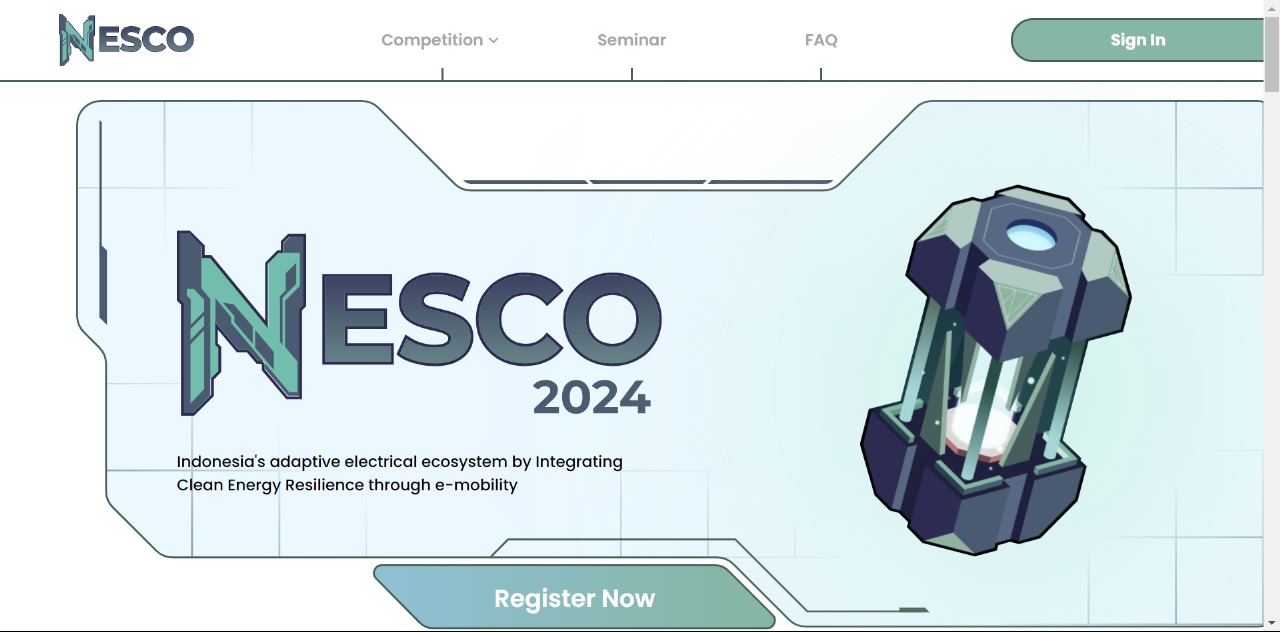 NESCO
Competition
Seminar
FAQ
Sign In
NESCO
2024
Indonesia's adaptive electrical ecosystem by Integrating
Clean Energy Resilience through e-mobility
Register Now